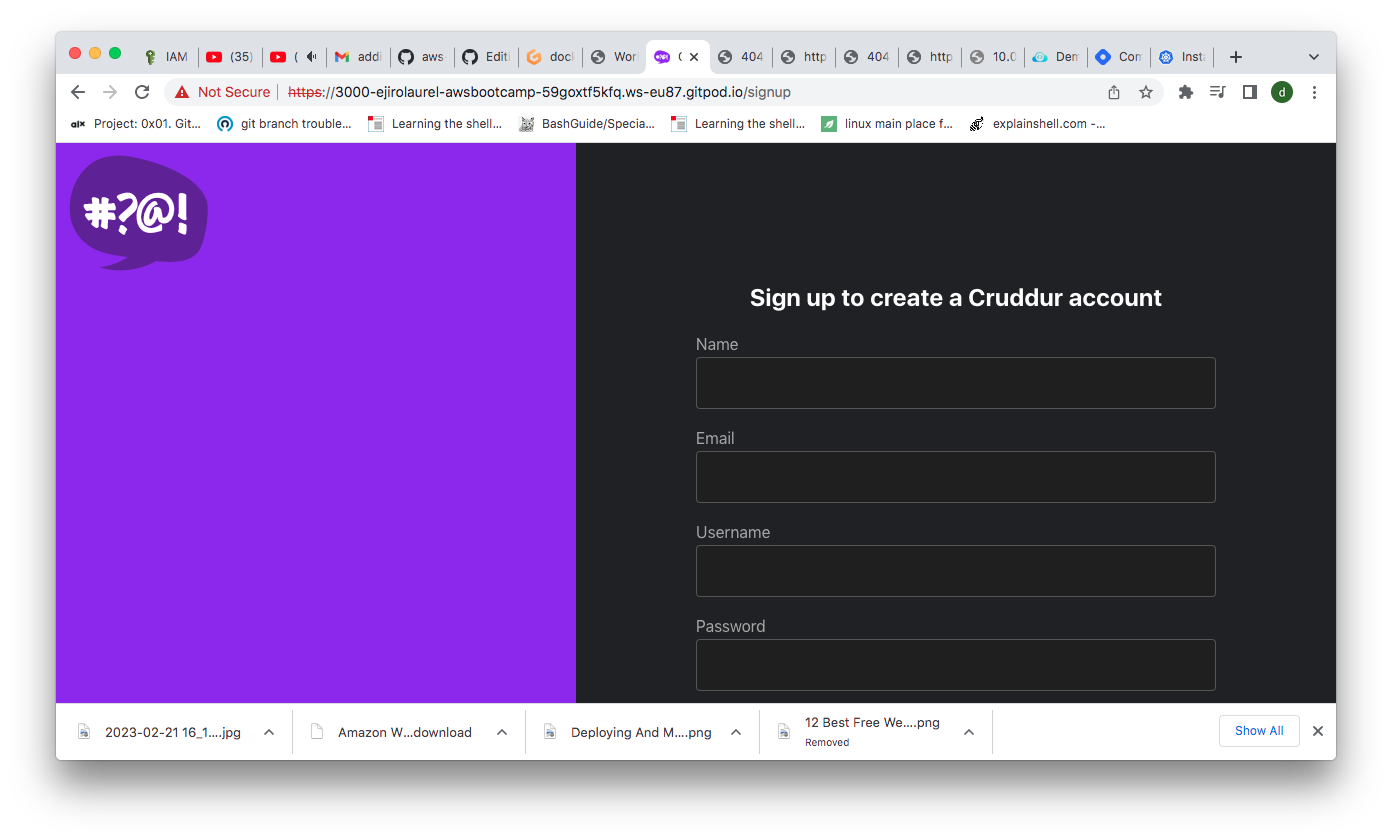 IAM
(35)
(
addi
aws-
Editi
doc
Wor
C
404
http
404
http
10.0
Dem
Con
Insta
Not Secure
https://3000-ejirolaurel-awsbootcamp-59goxtf5kfq.ws-eu87.gitpod.io/signup
d
alx Project: 0x01. Git...
git branch trouble...
Learning the shell...
BashGuide/Specia...
Learning the shell...
linux main place f...
explainshell.com -...
#?@!
Sign up to create a Cruddur account
Name
Email
Username
Password
2023-02-21 16_1....jpg
Amazon W...download
Deploying And M....png
12 Best Free We....png
Removed
Show All